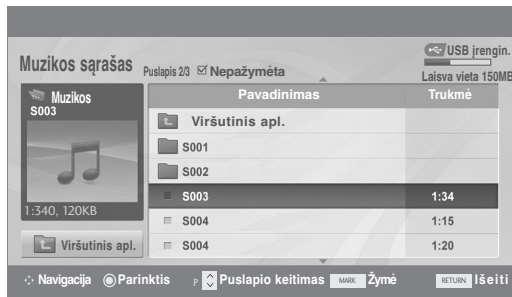 USB įrengin.
Muzikos sąrašas Puslapis 2/3 Nepažymėta
Laisva vieta 150MB
Muzikos
S003
Pavadinimas Trukmė
Viršutinis apl.
S001
S002
S003 1:34
1:340, 120KB
S004 1:15
Viršutinis apl.
S004 1:20
Navigacija Parinktis P Puslapio keitimas MARK Žymė RETURN Išeiti